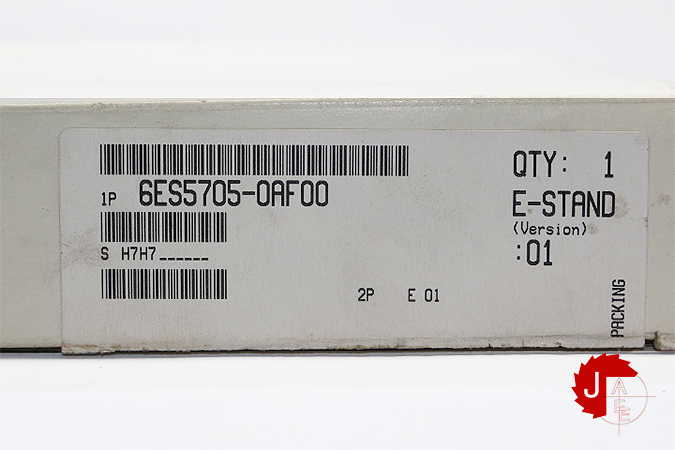 1P 6ES5705-0AF00
S H7H7______
2P E 01
QTY: 1
E-STAND
(Version)
:01
PACKING
J